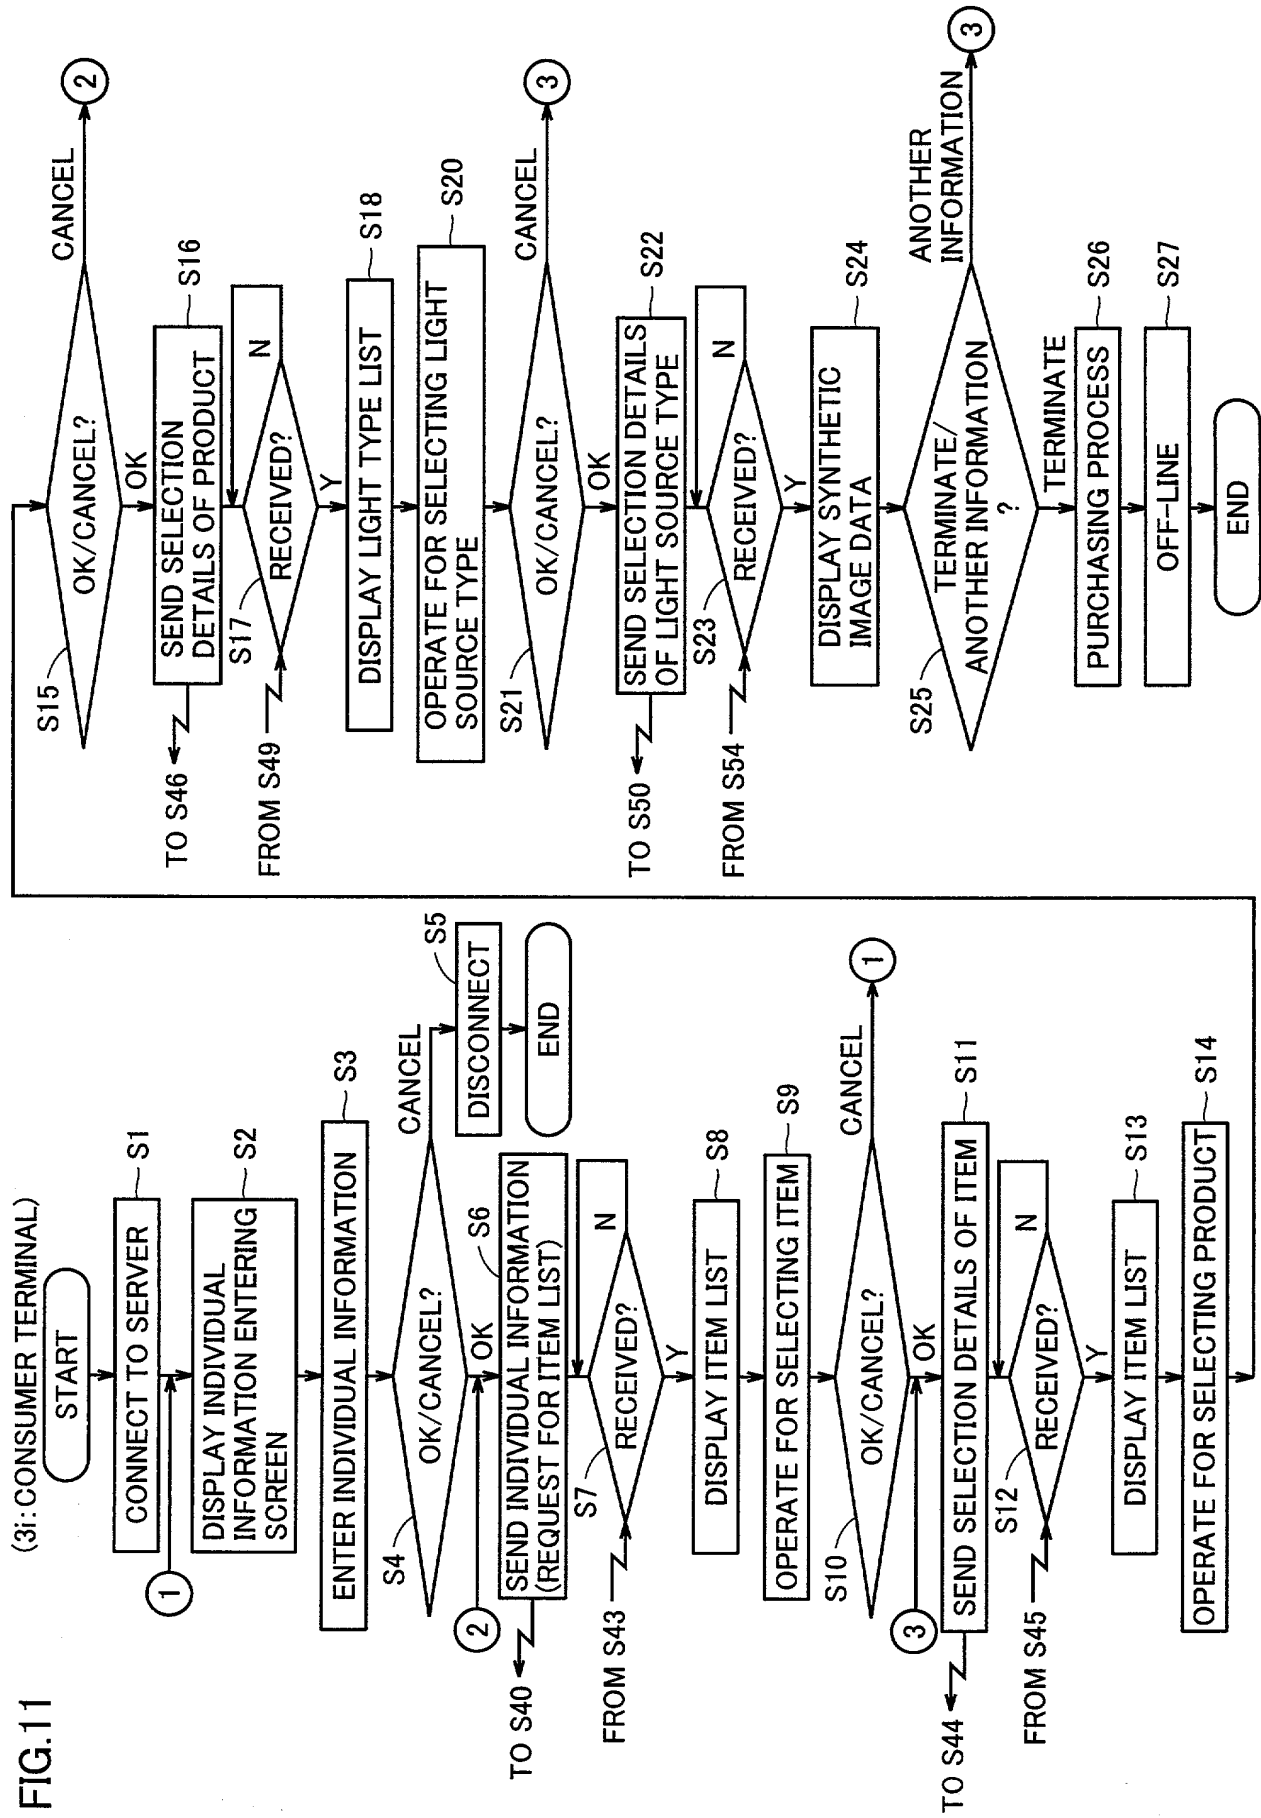 FIG.11
(3i:CONSUMER TERMINAL)
START
CONNECT TO SERVER
S1
1
DISPLAY INDIVIDUAL
INFORMATION ENTERING
SCREEN
S2
ENTER INDIVIDUAL INFORMATION
S3
S4
OK/CANCEL?
CANCEL
S5
DISCONNECT
END
OK
2
S6
SEND INDIVIDUAL INFORMATION
(REQUEST FOR ITEM LIST)
TO S40
S7
RECEIVED?
N
FROM S43
Y
DISPLAY ITEM LIST
S8
OPERATE FOR SELECTING ITEM
S9
S10
OK/CANCEL?
CANCEL
1
OK
3
SEND SELECTION DETAILS OF ITEM
S11
TO S44
S12
RECEIVED?
N
FROM S45
Y
DISPLAY ITEM LIST
S13
OPERATE FOR SELECTING PRODUCT
S14
S15
OK/CANCEL?
CANCEL
2
OK
SEND SELECTION
DETAILS OF PRODUCT
S16
TO S46
S17
RECEIVED?
N
FROM S49
Y
DISPLAY LIGHT TYPE LIST
S18
OPERATE FOR SELECTING LIGHT
SOURCE TYPE
S20
S21
OK/CANCEL?
CANCEL
3
OK
SEND SELECTION DETAILS
OF LIGHT SOURCE TYPE
S22
TO S50
S23
RECEIVED?
N
FROM S54
Y
DISPLAY SYNTHETIC
IMAGE DATA
S24
S25
TERMINATE/
ANOTHER INFORMATION
?
ANOTHER
INFORMATION
3
TERMINATE
PURCHASING PROCESS
S26
OFF-LINE
S27
END